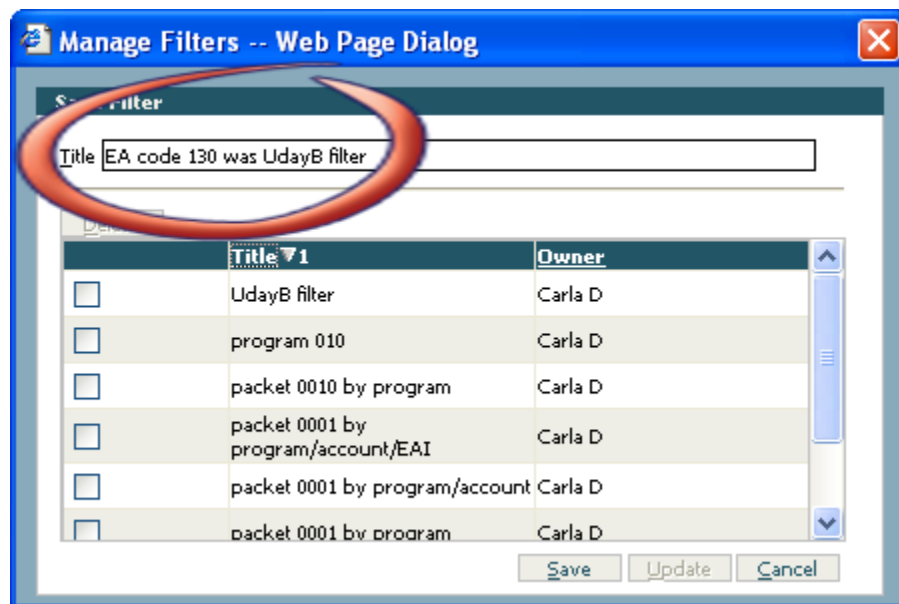 Manage Filters -- Web Page Dialog
Filter
Title EA code 130 was UdayB filter
Title 1 Owner
UdayB filter Carla D
program 010 Carla D
packet 0010 by program Carla D
packet 0001 by
program/account/EAI Carla D
packet 0001 by program/account Carla D
packet 0001 by program Carla D
Save Update Cancel